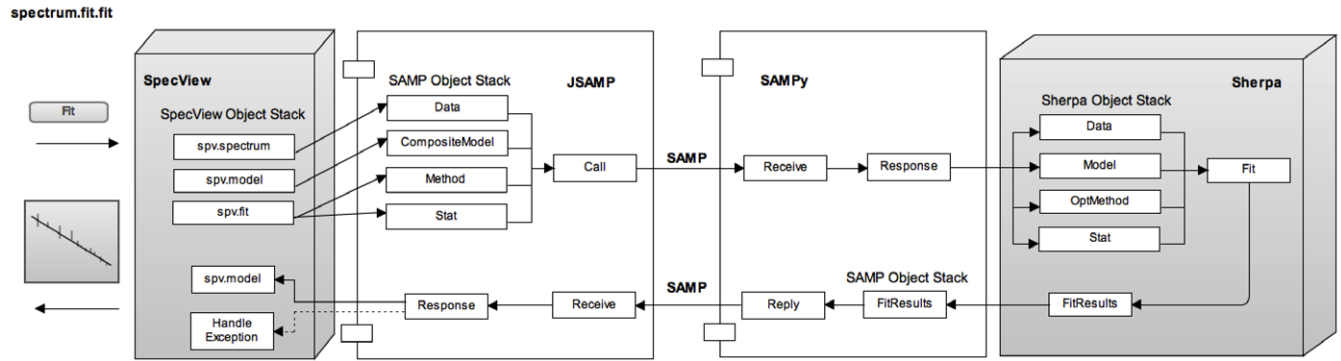 spectrum.fit.fit
Fit
SpecView
SpecView Object Stack
spv.spectrum
spv.model
spv.fit
spv.model
Handle
Exception
SAMP Object Stack
JSAMP
Data
CompositeModel
Method
Stat
Call
Response
Receive
SAMP
SAMP
SAMPy
Receive
Response
SAMP Object Stack
Reply
FitResults
Sherpa
Sherpa Object Stack
Data
Model
OptMethod
Stat
Fit
FitResults